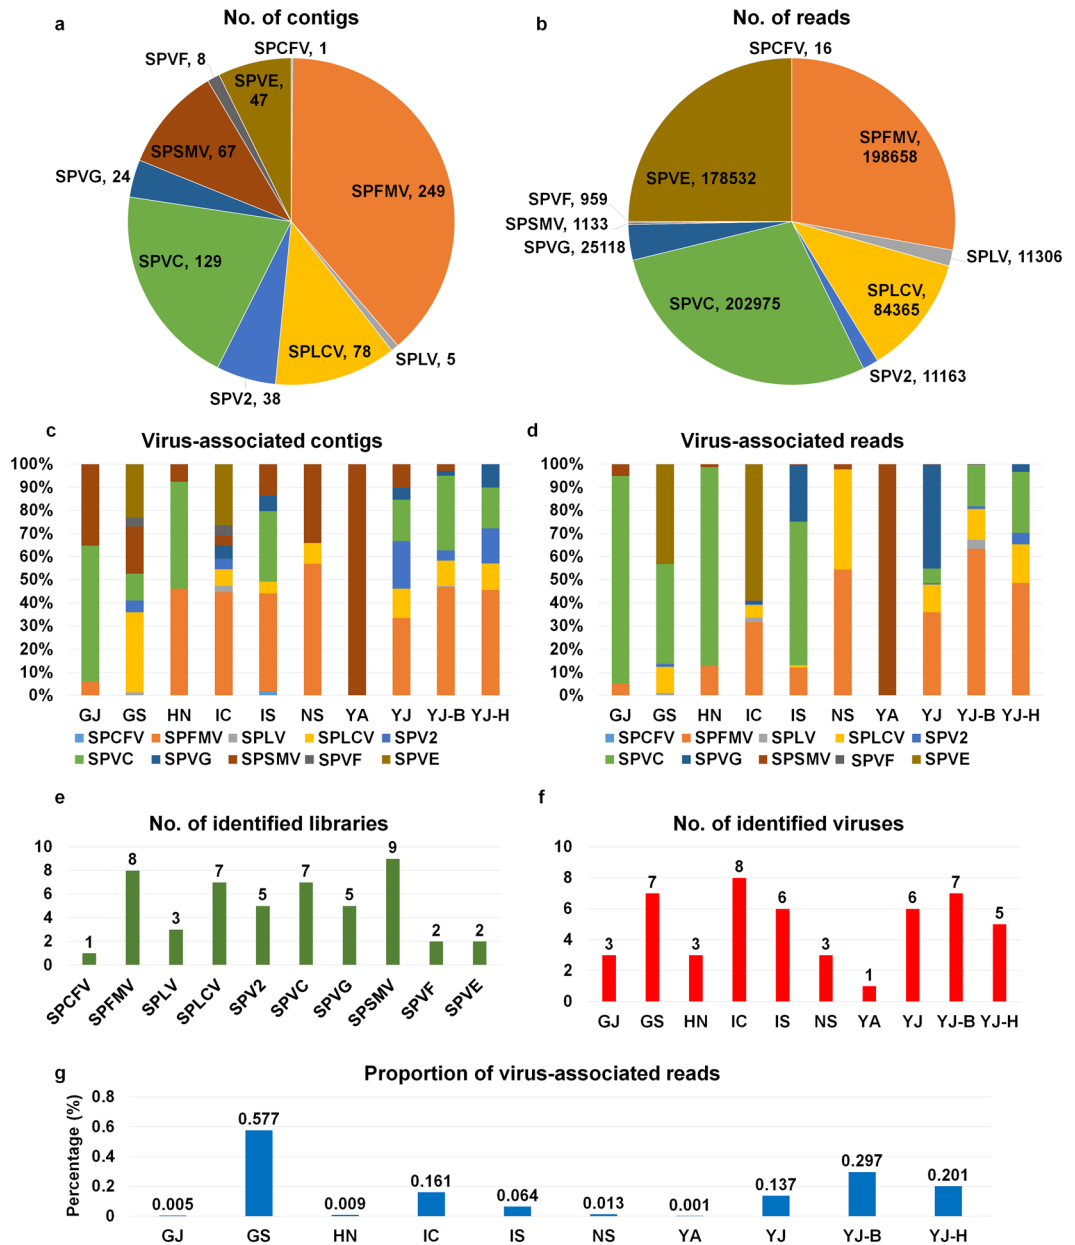 a
No. of contigs
SPCFV, 1
SPVF, 8
SPVE,
47
SPSMV, 67
SPFMV, 249
SPVG, 24
SPVC, 129
SPLCV, 78
SPLV, 5
SPV2, 38
b
No. of reads
SPCFV, 16
SPFMV,
198658
SPVE, 178532
SPVF, 959
SPSMV, 1133
SPVG, 25118
SPLV, 11306
SPLCV,
84365
SPVC, 202975
SPV2, 11163
c
Virus-associated contigs
100%
90%
80%
70%
60%
50%
40%
30%
20%
10%
0%
GJ GS HN IC IS NS YA YJ YJ-B YJ-H
SPCFV SPFMV SPLV SPLCV SPV2
SPVC SPVG SPSMV SPVF SPVE
d
Virus-associated reads
100%
90%
80%
70%
60%
50%
40%
30%
20%
10%
0%
GJ GS HN IC IS NS YA YJ YJ-B YJ-H
SPCFV SPFMV SPLV SPLCV SPV2
SPVC SPVG SPSMV SPVF SPVE
e
No. of identified libraries
10
8
6
4
2
0
1 8 3 7 5 7 5 9 2 2
SPCFV SPFMV SPLV SPLCV SPV2 SPVC SPVG SPSMV SPVF SPVE
f
No. of identified viruses
10
8
6
4
2
0
3 7 3 8 6 3 1 6 7 5
GJ GS HN IC IS NS YA YJ YJ-B YJ-H
g
Proportion of virus-associated reads
Percentage (%)
0.8
0.6
0.4
0.2
0
0.005 0.577 0.009 0.161 0.064 0.013 0.001 0.137 0.297 0.201
GJ GS HN IC IS NS YA YJ YJ-B YJ-H